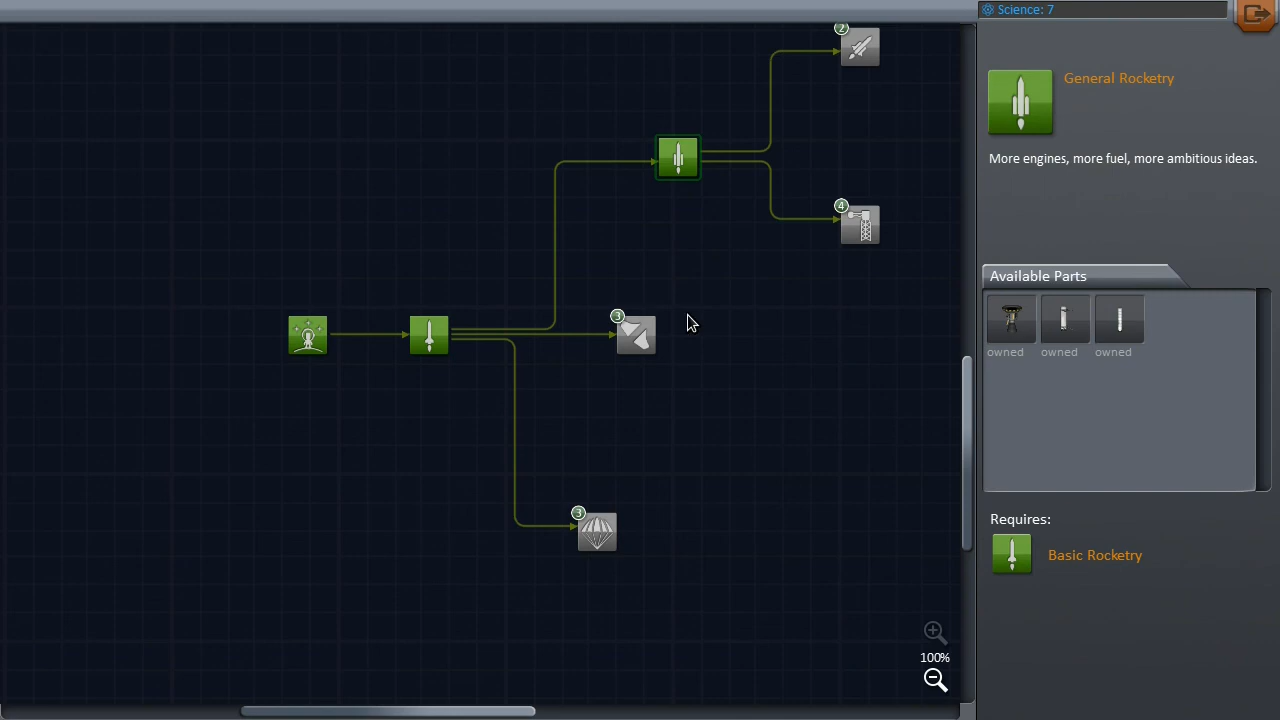 Science: 7
2
General Rocketry
More engines, more fuel, more ambitious ideas.
4
Available Parts
3
owned owned owned
3
Requires:
Basic Rocketry
100%